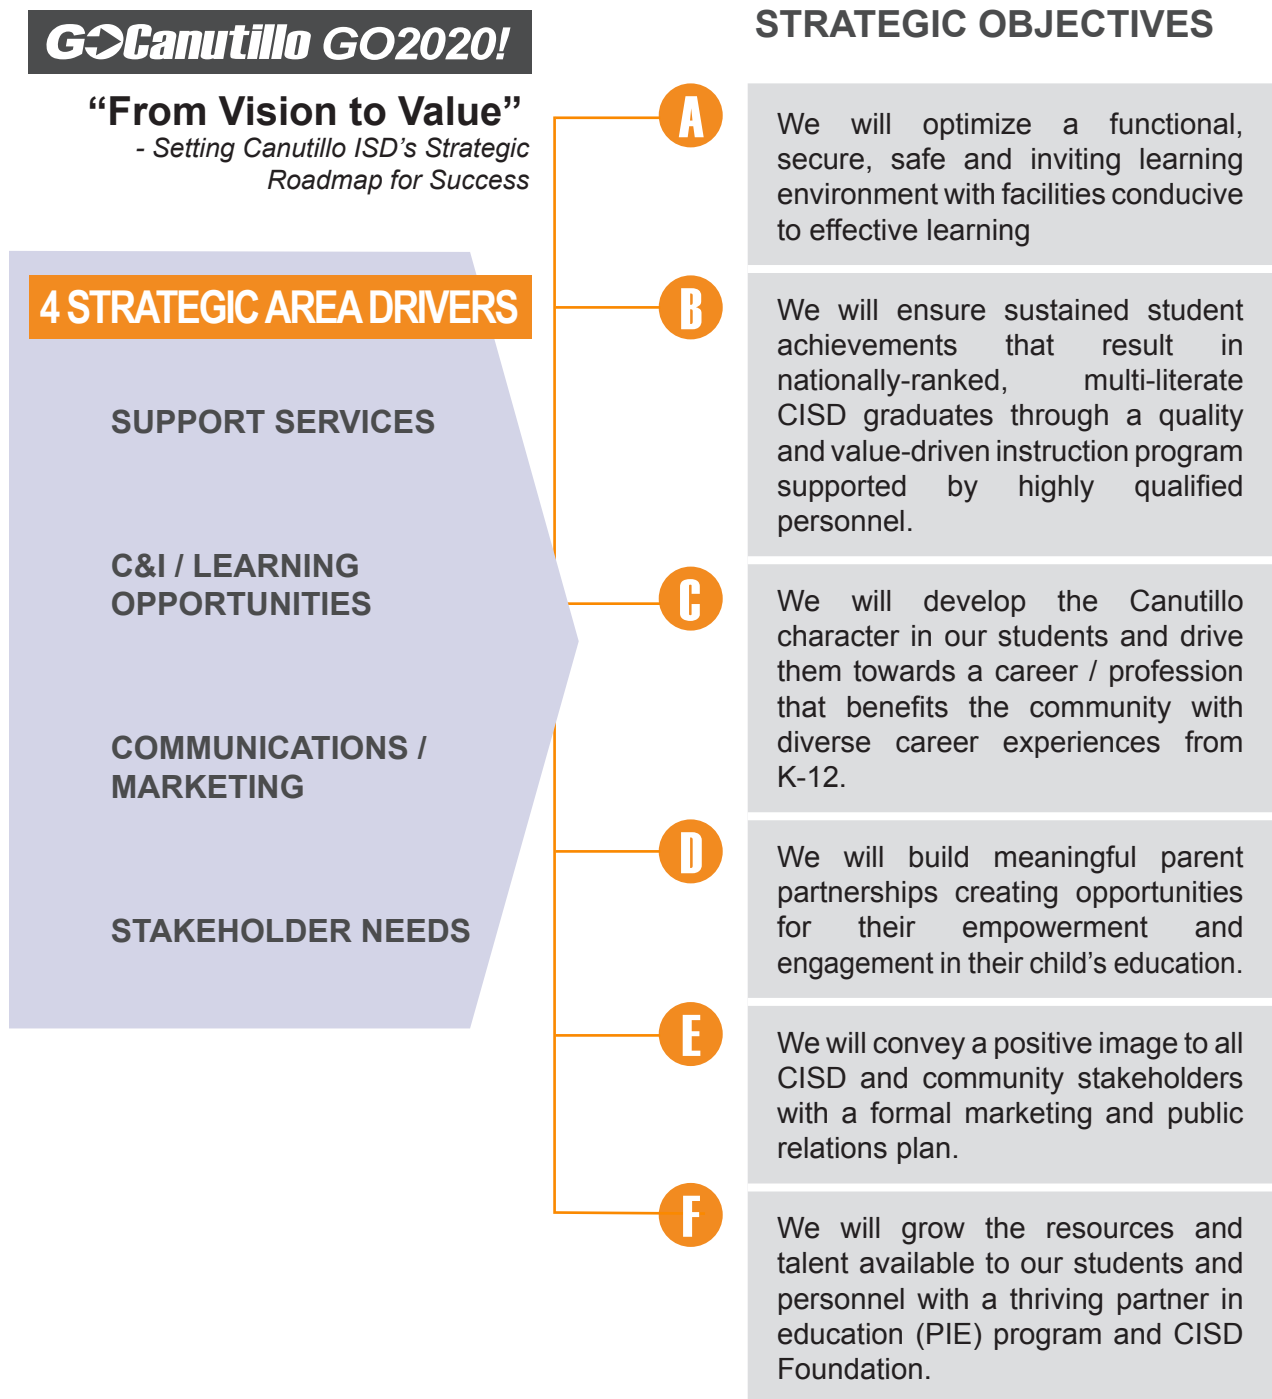 GOCanutillo GO2020!
“From Vision to Value”
- Setting Canutillo ISD’s Strategic
Roadmap for Success
4 STRATEGIC AREA DRIVERS
SUPPORT SERVICES
C&I / LEARNING
OPPORTUNITIES
COMMUNICATIONS /
MARKETING
STAKEHOLDER NEEDS
STRATEGIC OBJECTIVES
A
We will optimize a functional,
secure, safe and inviting learning
environment with facilities conducive
to effective learning
B
We will ensure sustained student
achievements that result in
nationally-ranked, multi-literate
CISD graduates through a quality
and value-driven instruction program
supported by highly qualified
personnel.
C
We will develop the Canutillo
character in our students and drive
them towards a career / profession
that benefits the community with
diverse career experiences from
K-12.
D
We will build meaningful parent
partnerships creating opportunities
for their empowerment and
engagement in their child’s education.
E
We will convey a positive image to all
CISD and community stakeholders
with a formal marketing and public
relations plan.
F
We will grow the resources and
talent available to our students and
personnel with a thriving partner in
education (PIE) program and CISD
Foundation.